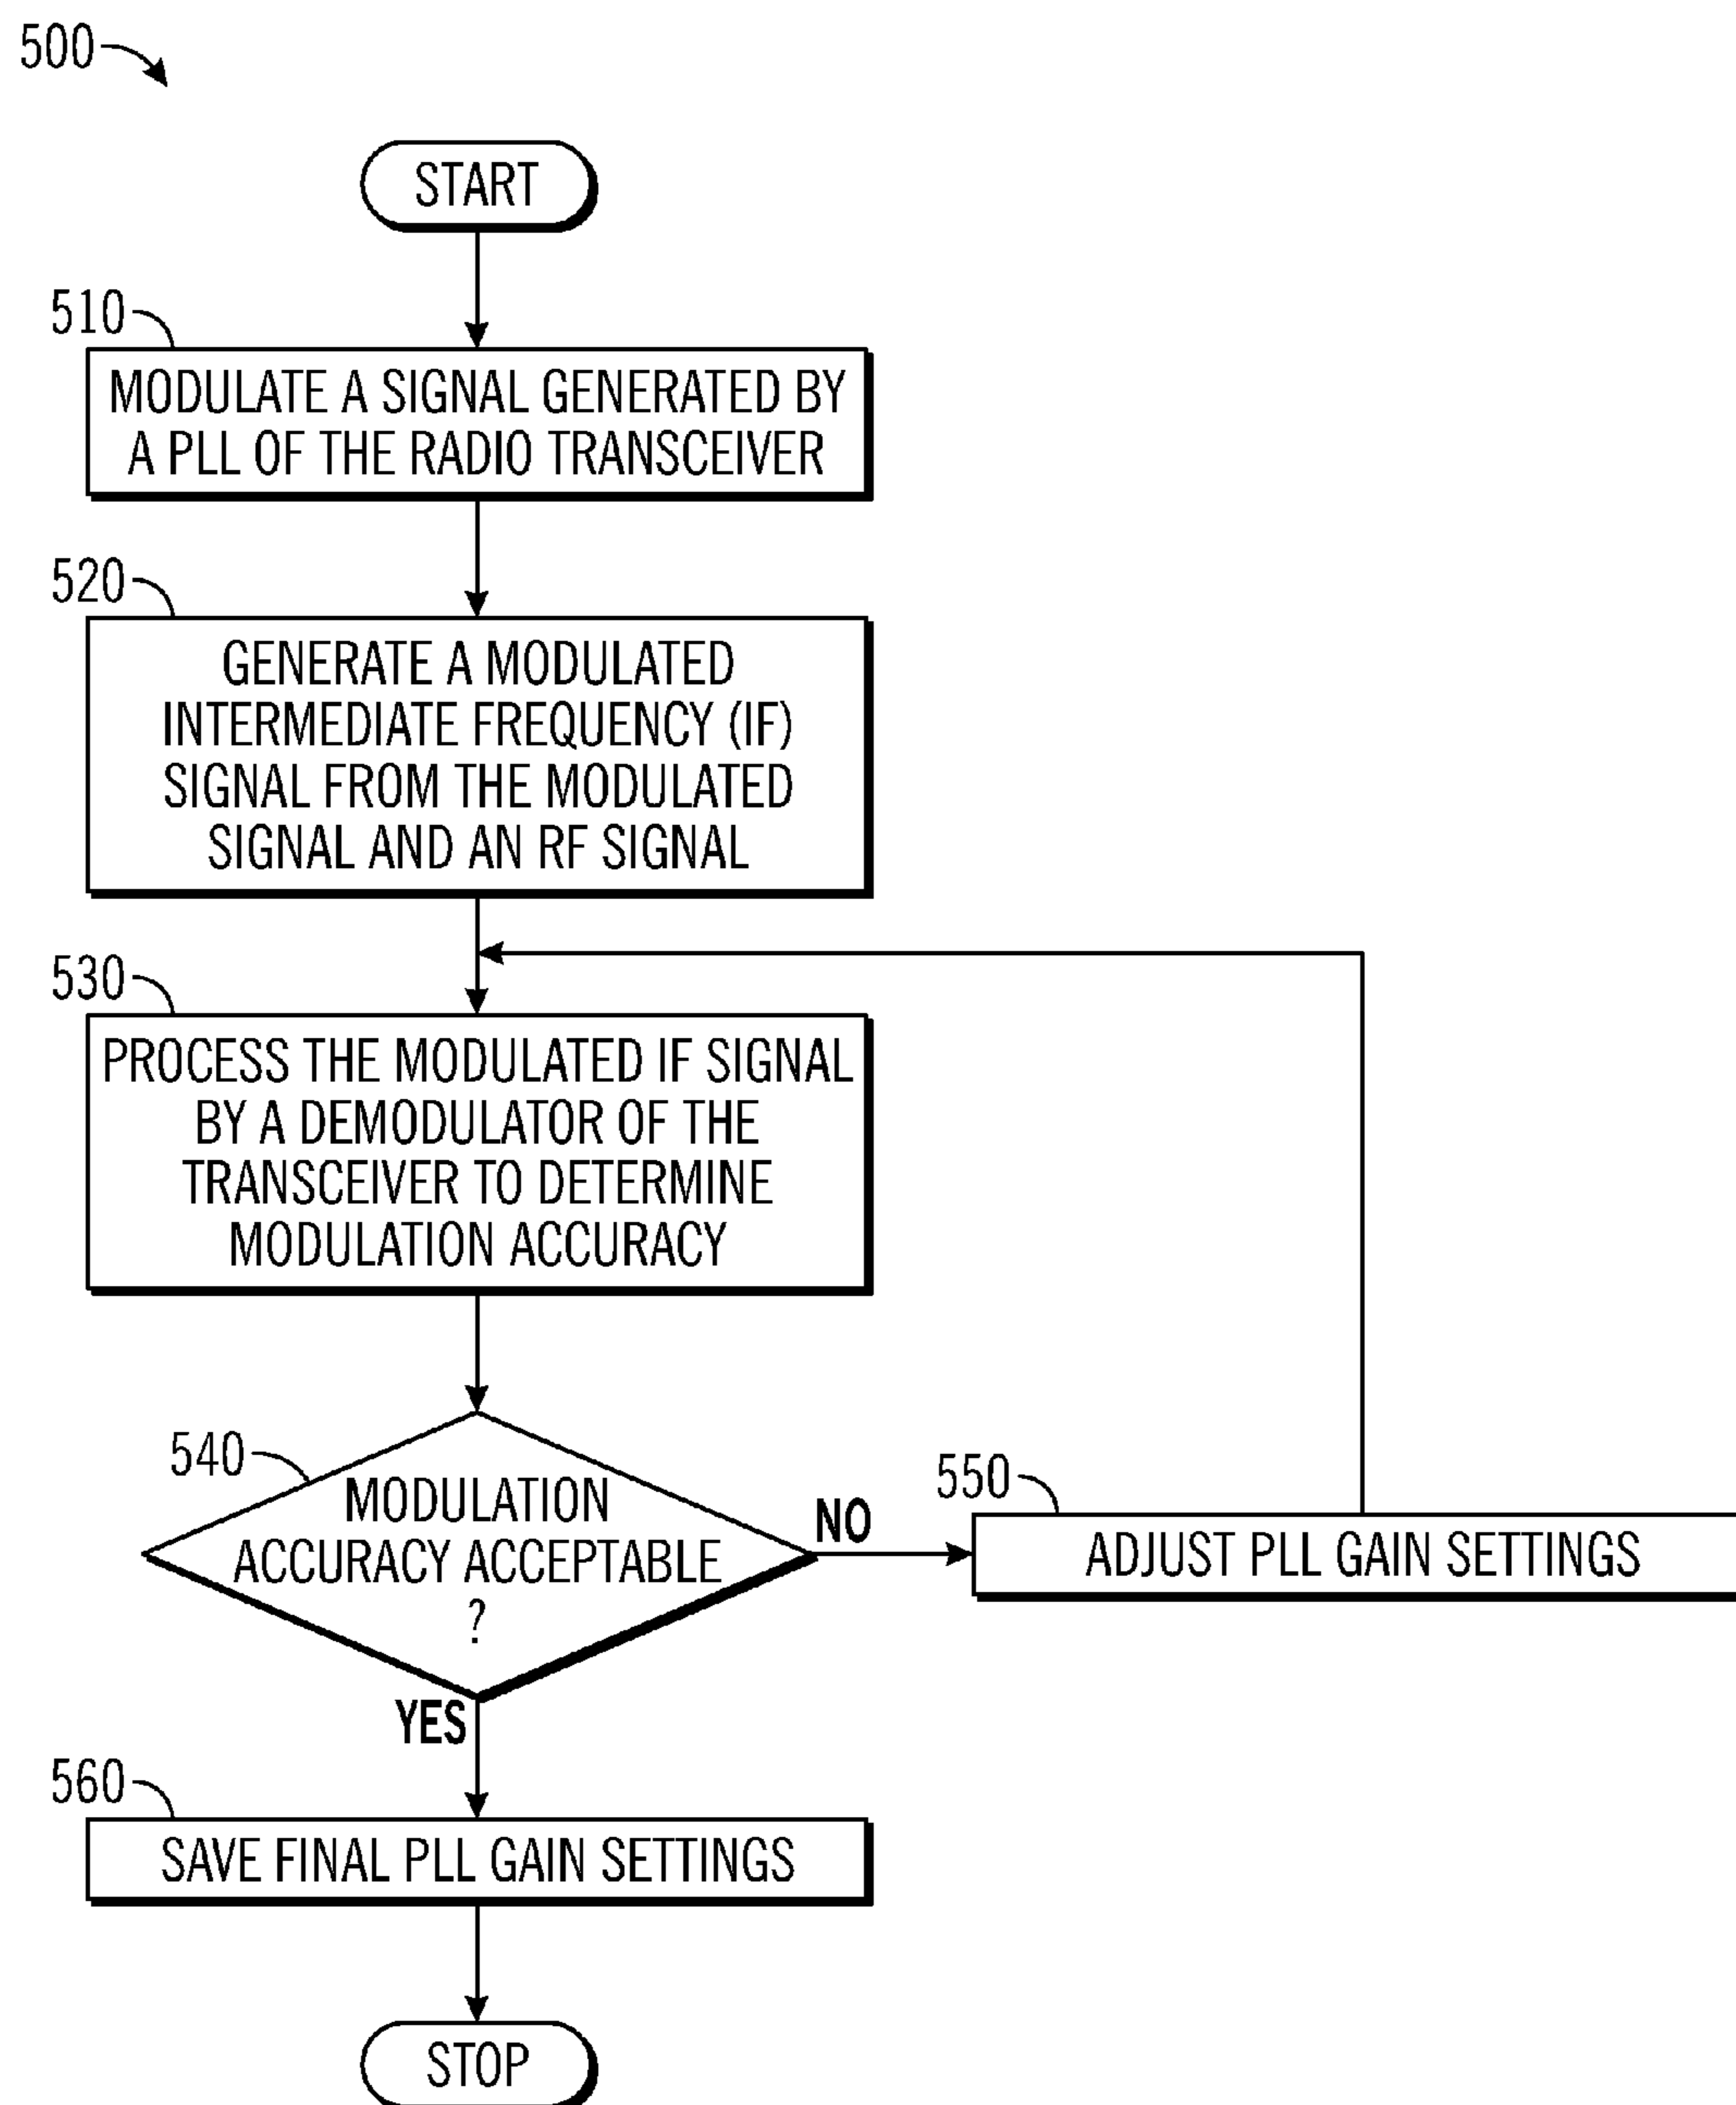 500
START
510
MODULATE A SIGNAL GENERATED BY
A PLL OF THE RADIO TRANSCEIVER
520
GENERATE A MODULATED
INTERMEDIATE FREQUENCY (IF)
SIGNAL FROM THE MODULATED
SIGNAL AND AN RF SIGNAL
530
PROCESS THE MODULATED IF SIGNAL
BY A DEMODULATOR OF THE
TRANSCEIVER TO DETERMINE
MODULATION ACCURACY
540
MODULATION
ACCURACY ACCEPTABLE
?
NO
550
ADJUST PLL GAIN SETTINGS
YES
560
SAVE FINAL PLL GAIN SETTINGS
STOP